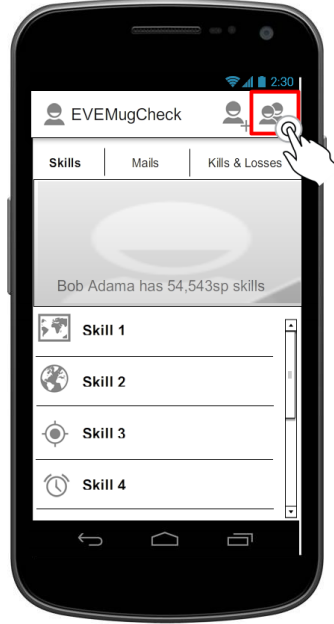 2:30
EVEMugCheck
Skills Mails Kills & Losses
Bob Adama has 54,543sp skills
Skill 1
Skill 2
Skill 3
Skill 4